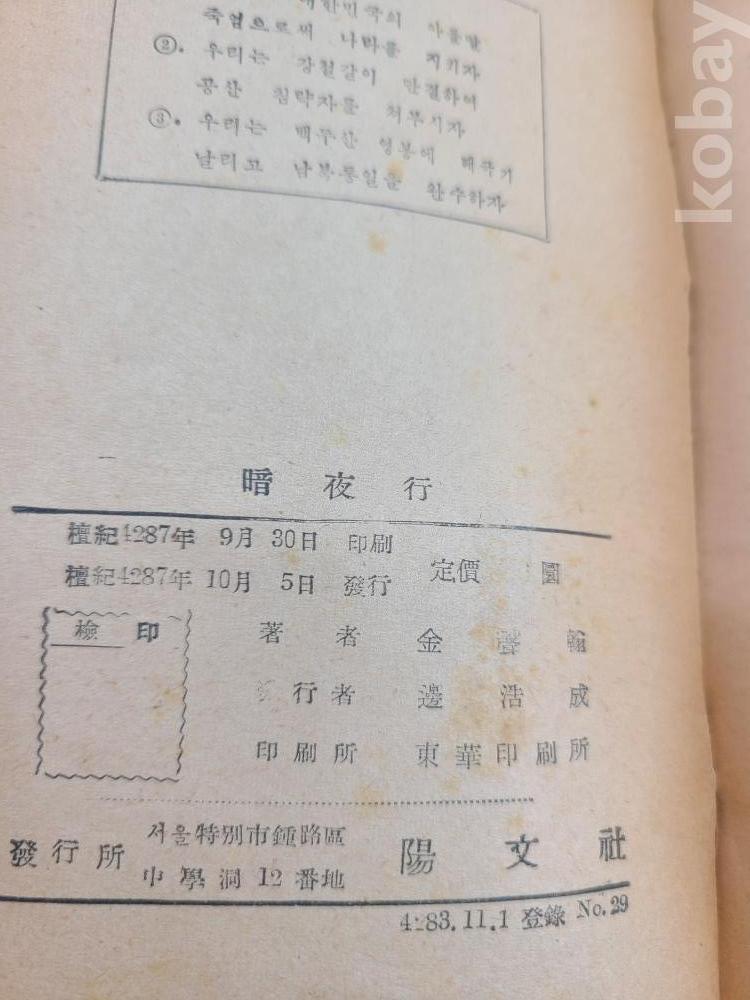 대한민국의 아들딸
죽엄으로써 나라를 지키자
②. 우리는 강철같이 단결하여
공산 침략자를 처부시자
③. 우리는 백두산 영봉에 태극기
날리고 남북통일을 완수하자
kobay
暗夜行
檀紀4287年 9月 30日 印刷
檀紀4287年 10月 5日 發行
定價 圜
檢印
著者 金聲翰
行者 邊浩成
印刷所 東華印刷所
發行所 서울特別市鍾路區
中學洞12番地
陽文社
4283.11.1 登錄 No.29